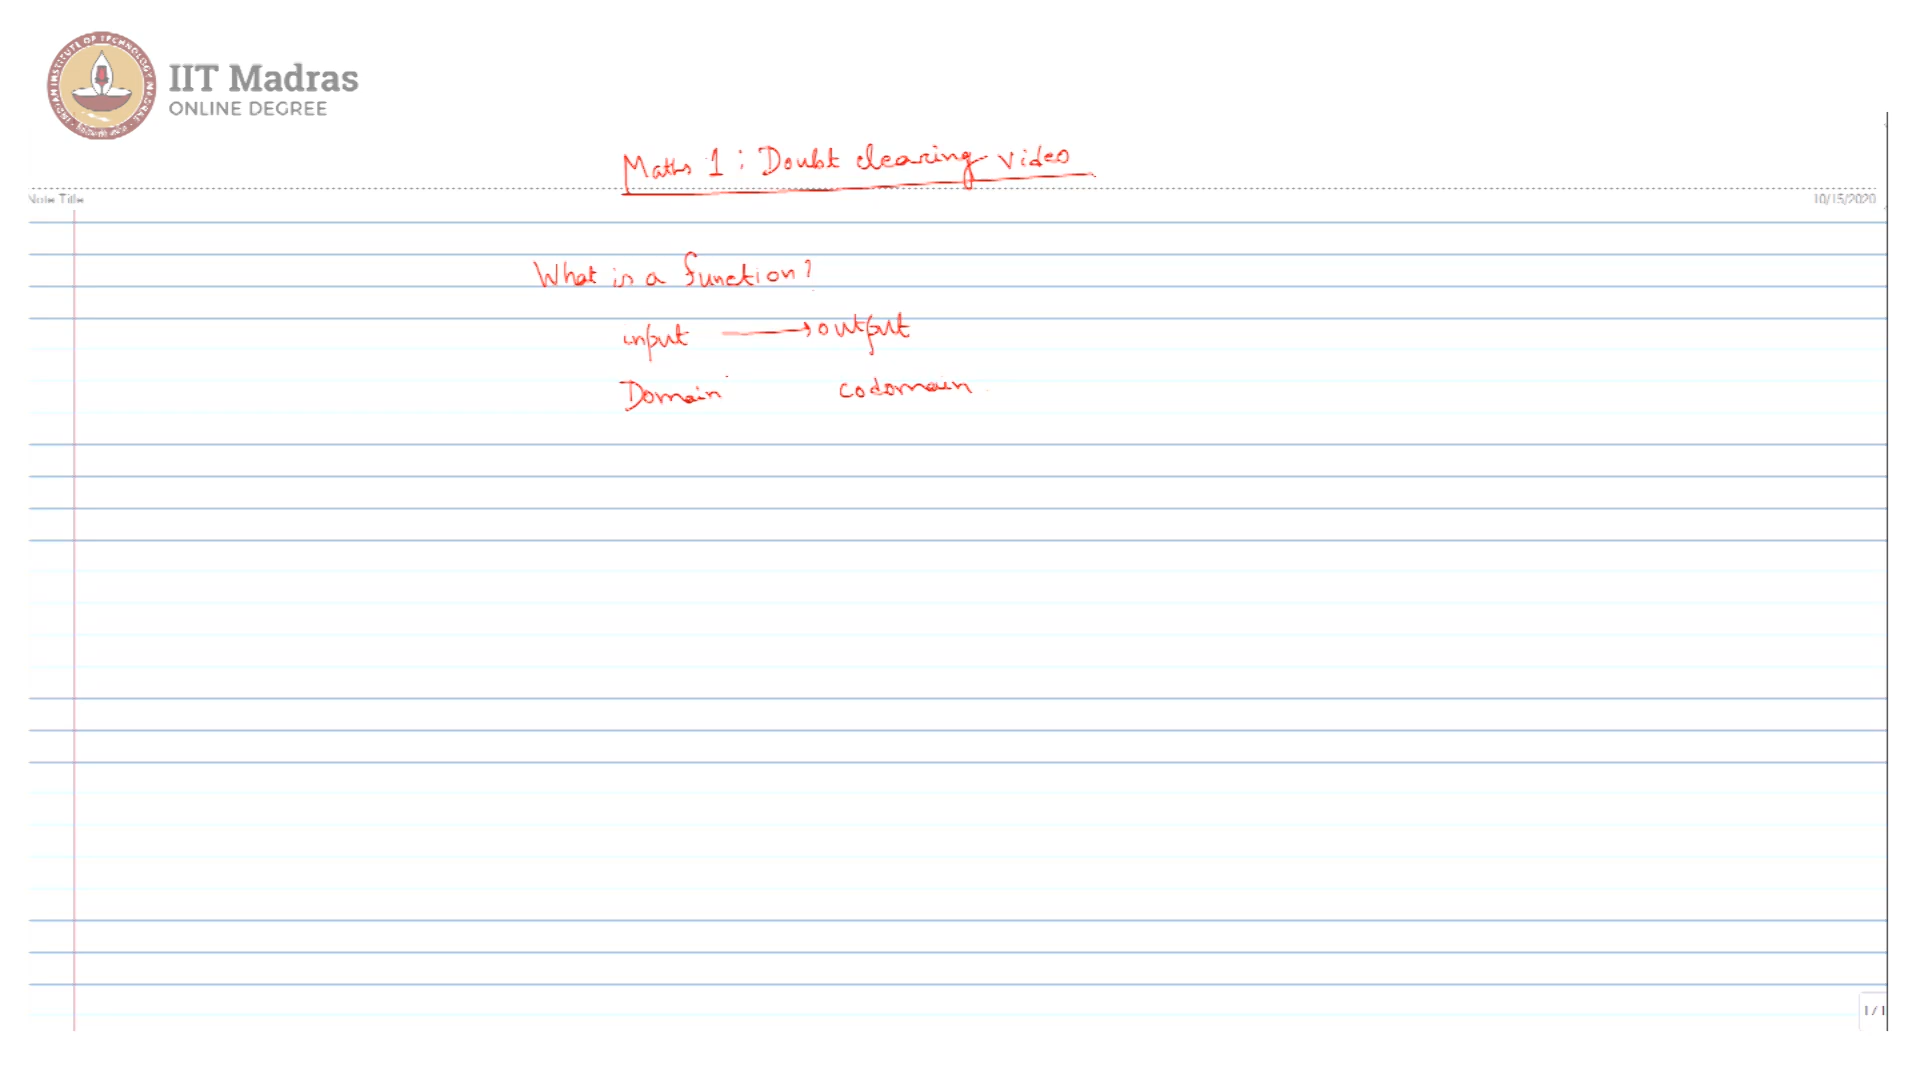 IIT Madras
ONLINE DEGREE
Maths 1 : Doubt clearing video
Note Title
10/15/2020
What is a function?
input → output
Domain codomain
1 / 1